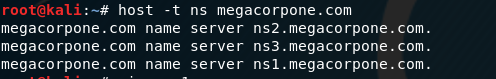 root@kali:~# host -t ns megacorpone.com
megacorpone.com name server ns2.megacorpone.com.
megacorpone.com name server ns3.megacorpone.com.
megacorpone.com name server ns1.megacorpone.com.